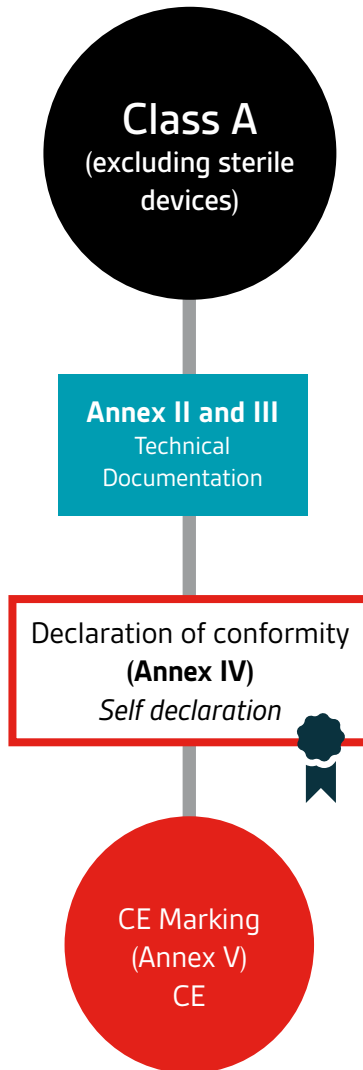 Class A
(excluding sterile
devices)
Annex II and III
Technical
Documentation
Declaration of conformity
(Annex IV)
Self declaration
CE Marking
(Annex V)
CE